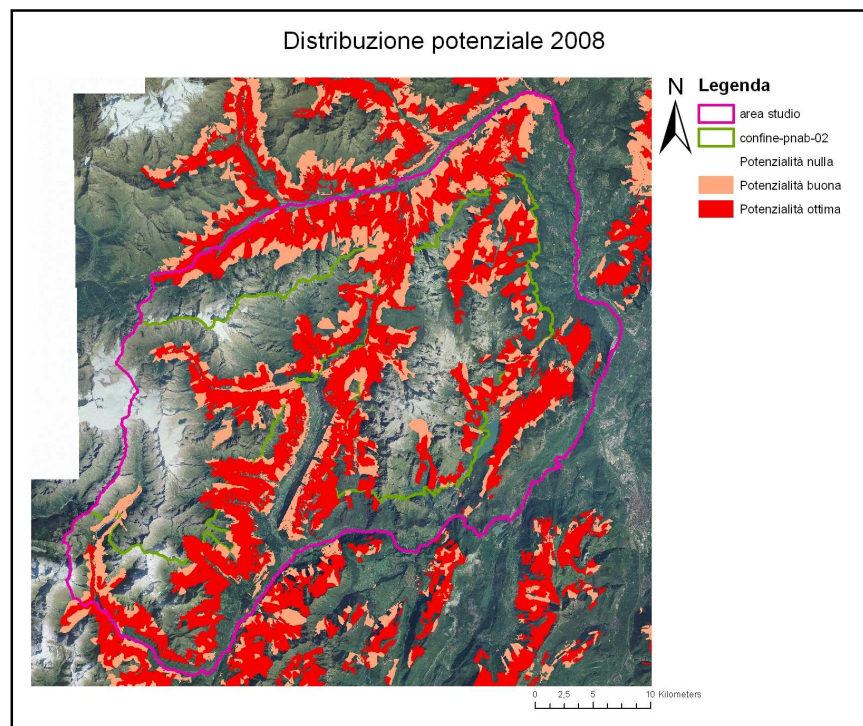 Distribuzione potenziale 2008
N
Legenda
area studio
confine-pnab-02
Potenzialità nulla
Potenzialità buona
Potenzialità ottima
0 2,5 5 10 Kilometers